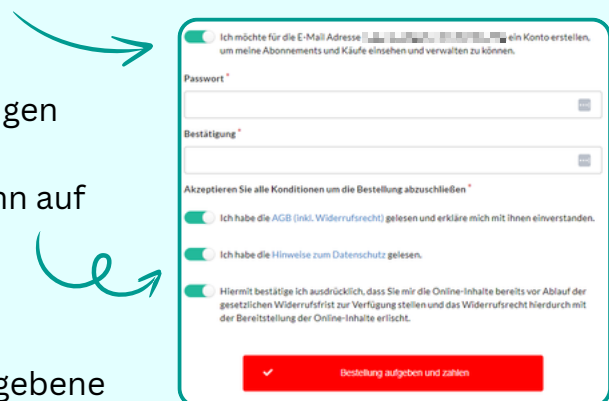 Ich möchte für die E-Mail Adresse ein Konto erstellen,
um meine Abonnements und Käufe einsehen und verwalten zu können.
Passwort *
gen
Bestätigung *
nn auf
Akzeptieren Sie alle Konditionen um die Bestellung abzuschließen *
Ich habe die AGB (inkl. Widerrufsrecht) gelesen und erkläre mich mit ihnen einverstanden.
Ich habe die Hinweise zum Datenschutz gelesen.
Hiermit bestätige ich ausdrücklich, dass Sie mir die Online-Inhalte bereits vor Ablauf der
gesetzlichen Widerrufsfrist zur Verfügung stellen und das Widerrufsrecht hierdurch mit
der Bereitstellung der Online-Inhalte erlischt.
Bestellung aufgeben und zahlen
gebene